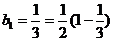 b₁ = 1/3 = 1/2(1 − 1/3)